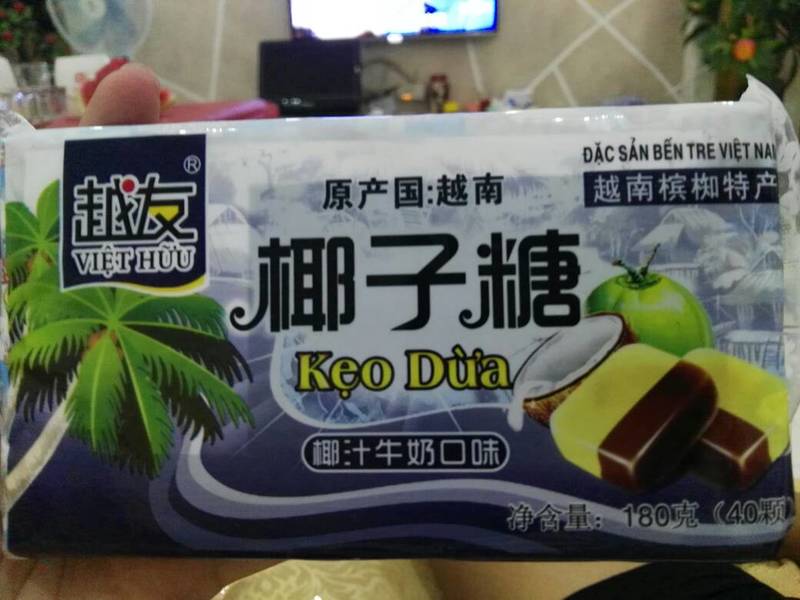 越友®
VIỆT HỮU
原产国:越南
ĐẶC SẢN BẾN TRE VIỆT NA
越南槟椥特产
椰子糖
Kẹo Dừa
椰汁牛奶口味
净含量: 180克(40颗